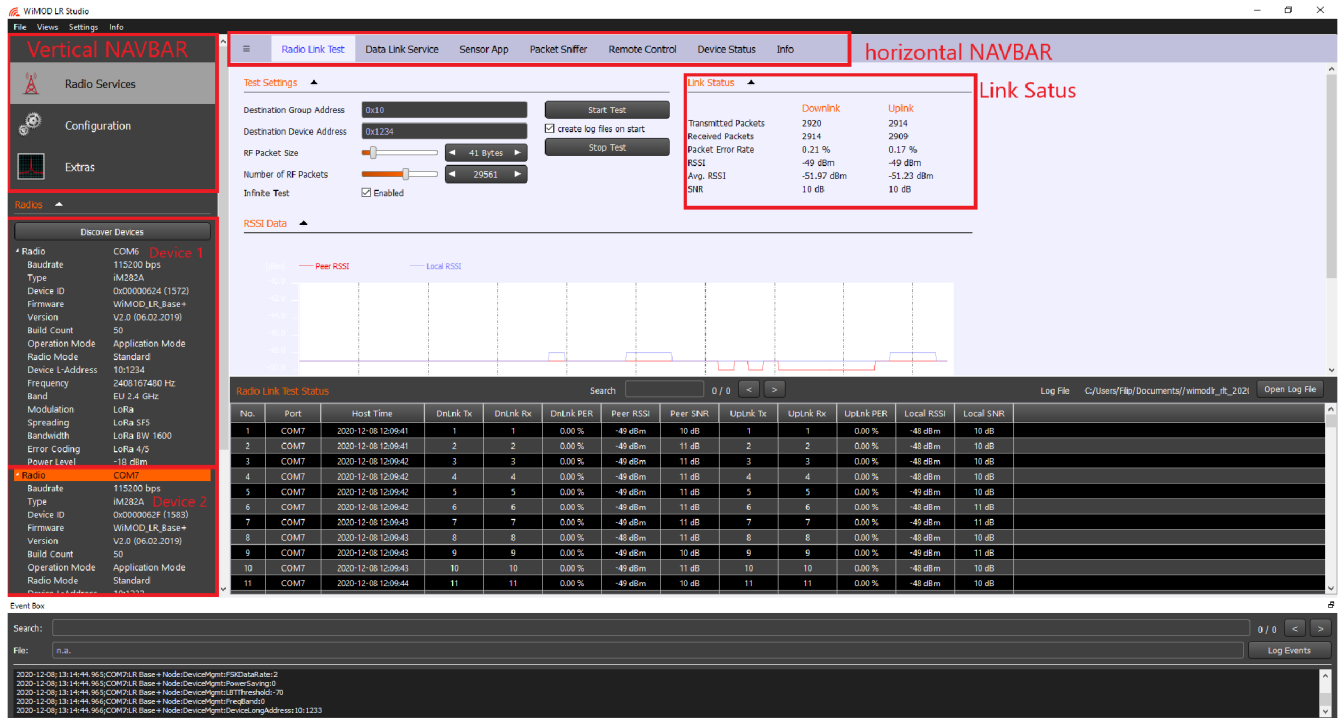 WiMOD LR Studio
File Views Settings Info
Vertical NAVBAR
Radio Services
Configuration
Extras
Radios
Discover Devices
Radio COM6 Device 1
Baudrate 115200 bps
Type iM282A
Device ID 0x00000624 (1572)
Firmware WiMOD_LR_Base+
Version V2.0 (06.02.2019)
Build Count 50
Operation Mode Application Mode
Radio Mode Standard
Device L-Address 10:1234
Frequency 2408167480 Hz
Band EU 2.4 GHz
Modulation LoRa
Spreading LoRa SF5
Bandwidth LoRa BW 1600
Error Coding LoRa 4/5
Power Level -18 dBm
Radio COM7
Baudrate 115200 bps
Type iM282A Device 2
Device ID 0x0000062F (1583)
Firmware WiMOD_LR_Base+
Version V2.0 (06.02.2019)
Build Count 50
Operation Mode Application Mode
Radio Mode Standard
Device L-Address 10:1233
Radio Link Test Data Link Service Sensor App Packet Sniffer Remote Control Device Status Info
horizontal NAVBAR
Test Settings
Destination Group Address 0x10 Start Test
Destination Device Address 0x1234 create log files on start
RF Packet Size 41 Bytes Stop Test
Number of RF Packets 29561
Infinite Test Enabled
Link Status
Link Satus
Downlink Uplink
Transmitted Packets 2920 2914
Received Packets 2914 2909
Packet Error Rate 0.21 % 0.17 %
RSSI -49 dBm -49 dBm
Avg. RSSI -51.97 dBm -51.23 dBm
SNR 10 dB 10 dB
RSSI Data
Peer RSSI Local RSSI
Radio Link Test Status Search 0 / 0 < > Log File C:/Users/Filip/Documents//wimodlr_rlt_202( Open Log File
No. Port Host Time DnLnk Tx DnLnk Rx DnLnk PER Peer RSSI Peer SNR UpLnk Tx UpLnk Rx UpLnk PER Local RSSI Local SNR
1 COM7 2020-12-08 12:09:41 1 1 0.00 % -49 dBm 10 dB 1 1 0.00 % -48 dBm 10 dB
2 COM7 2020-12-08 12:09:41 2 2 0.00 % -49 dBm 11 dB 2 2 0.00 % -48 dBm 10 dB
3 COM7 2020-12-08 12:09:42 3 3 0.00 % -49 dBm 11 dB 3 3 0.00 % -48 dBm 10 dB
4 COM7 2020-12-08 12:09:42 4 4 0.00 % -49 dBm 11 dB 4 4 0.00 % -48 dBm 10 dB
5 COM7 2020-12-08 12:09:42 5 5 0.00 % -49 dBm 11 dB 5 5 0.00 % -48 dBm 10 dB
6 COM7 2020-12-08 12:09:42 6 6 0.00 % -49 dBm 11 dB 6 6 0.00 % -48 dBm 11 dB
7 COM7 2020-12-08 12:09:43 7 7 0.00 % -49 dBm 11 dB 7 7 0.00 % -48 dBm 10 dB
8 COM7 2020-12-08 12:09:43 8 8 0.00 % -49 dBm 11 dB 8 8 0.00 % -48 dBm 10 dB
9 COM7 2020-12-08 12:09:43 9 9 0.00 % -49 dBm 10 dB 9 9 0.00 % -49 dBm 11 dB
10 COM7 2020-12-08 12:09:43 10 10 0.00 % -49 dBm 11 dB 10 10 0.00 % -48 dBm 10 dB
11 COM7 2020-12-08 12:09:44 11 11 0.00 % -49 dBm 10 dB 11 11 0.00 % -48 dBm 10 dB
Event Box
Search: 0 / 0 < >
File: n.a. Log Events
2020-12-08;13:14:44.965;COM7:LR Base+ Node:DeviceMgmt:FSKDataRate:2
2020-12-08;13:14:44.965;COM7:LR Base+ Node:DeviceMgmt:PowerSaving:0
2020-12-08;13:14:44.966;COM7:LR Base+ Node:DeviceMgmt:LBTThreshold:-70
2020-12-08;13:14:44.966;COM7:LR Base+ Node:DeviceMgmt:FreqBand:0
2020-12-08;13:14:44.966;COM7:LR Base+ Node:DeviceMgmt:DeviceLongAddress:10:1233